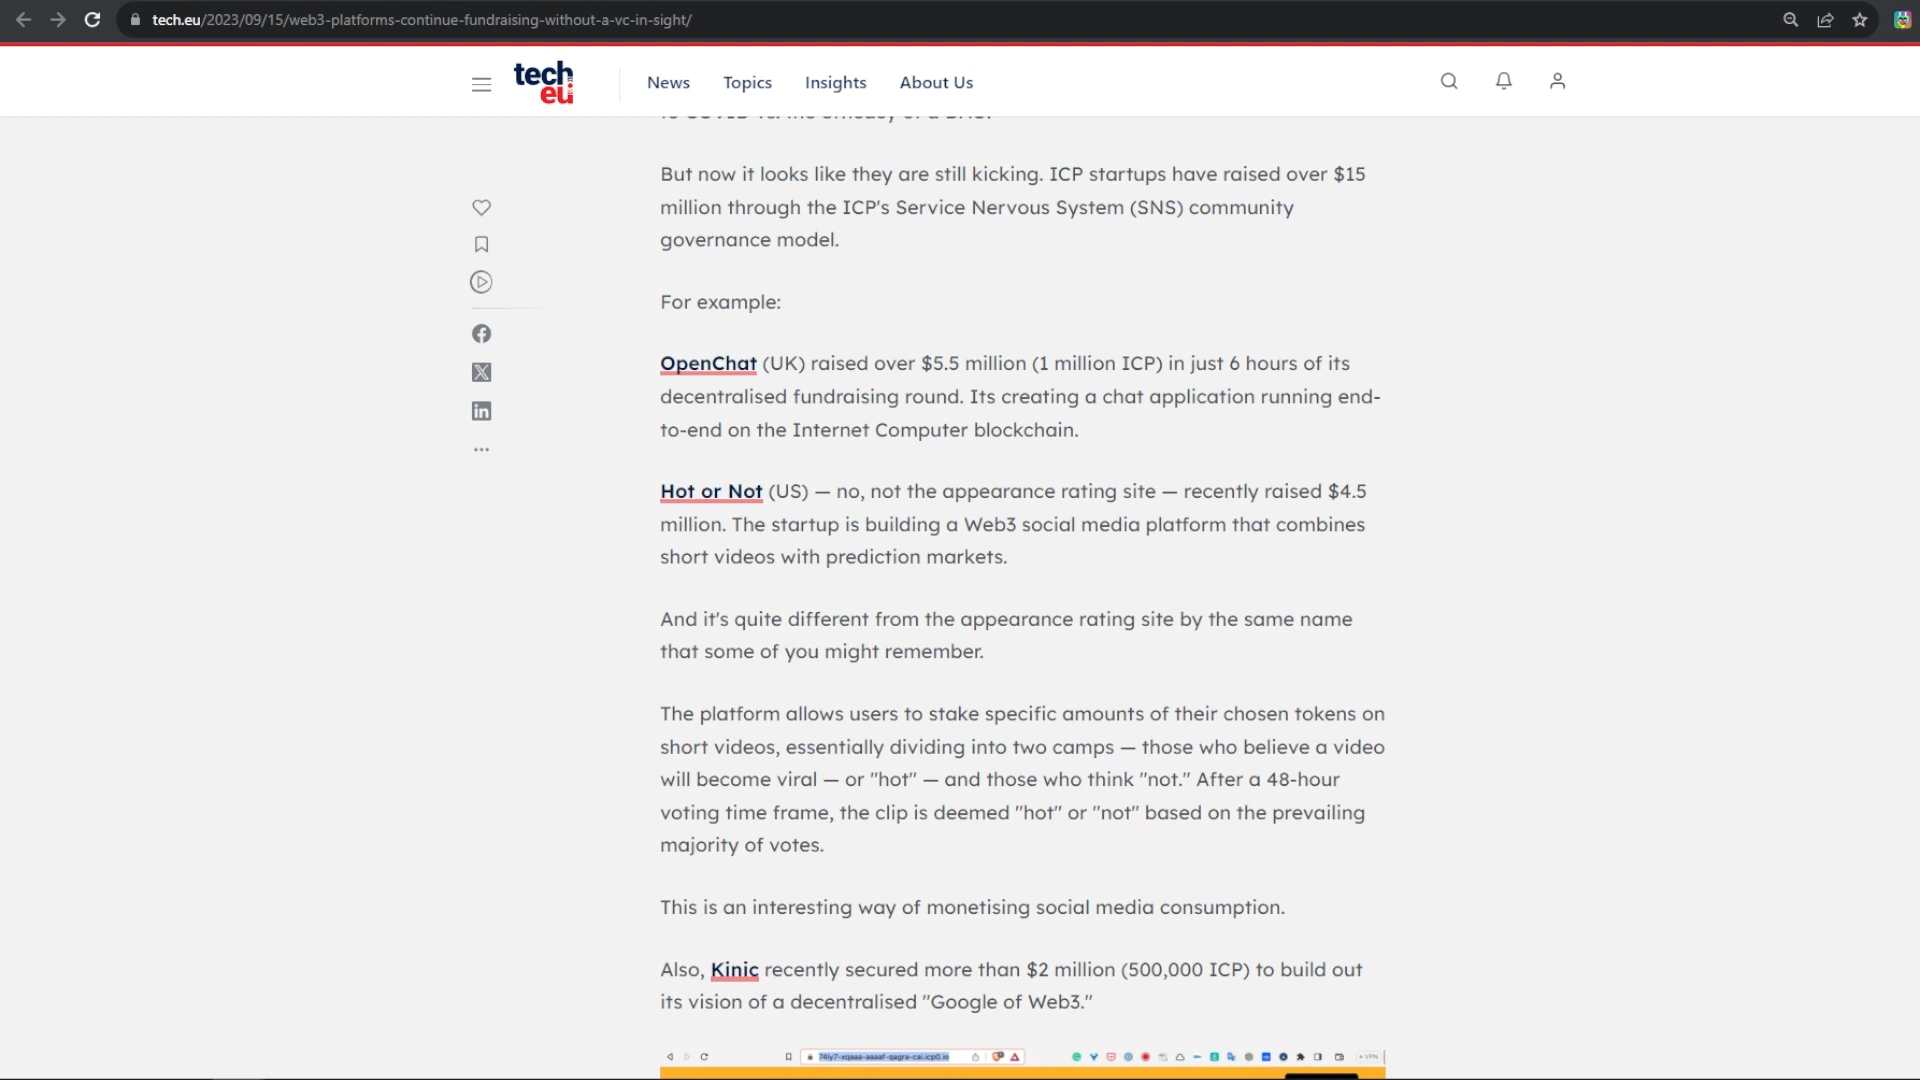 tech.eu/2023/09/15/web3-platforms-continue-fundraising-without-a-vc-in-sight/
tech
eu
News
Topics
Insights
About Us
But now it looks like they are still kicking. ICP startups have raised over $15
million through the ICP's Service Nervous System (SNS) community
governance model.
For example:
OpenChat (UK) raised over $5.5 million (1 million ICP) in just 6 hours of its
decentralised fundraising round. Its creating a chat application running end-
to-end on the Internet Computer blockchain.
Hot or Not (US) — no, not the appearance rating site — recently raised $4.5
million. The startup is building a Web3 social media platform that combines
short videos with prediction markets.
And it's quite different from the appearance rating site by the same name
that some of you might remember.
The platform allows users to stake specific amounts of their chosen tokens on
short videos, essentially dividing into two camps — those who believe a video
will become viral — or "hot" — and those who think "not." After a 48-hour
voting time frame, the clip is deemed "hot" or "not" based on the prevailing
majority of votes.
This is an interesting way of monetising social media consumption.
Also, Kinic recently secured more than $2 million (500,000 ICP) to build out
its vision of a decentralised "Google of Web3."
VPN